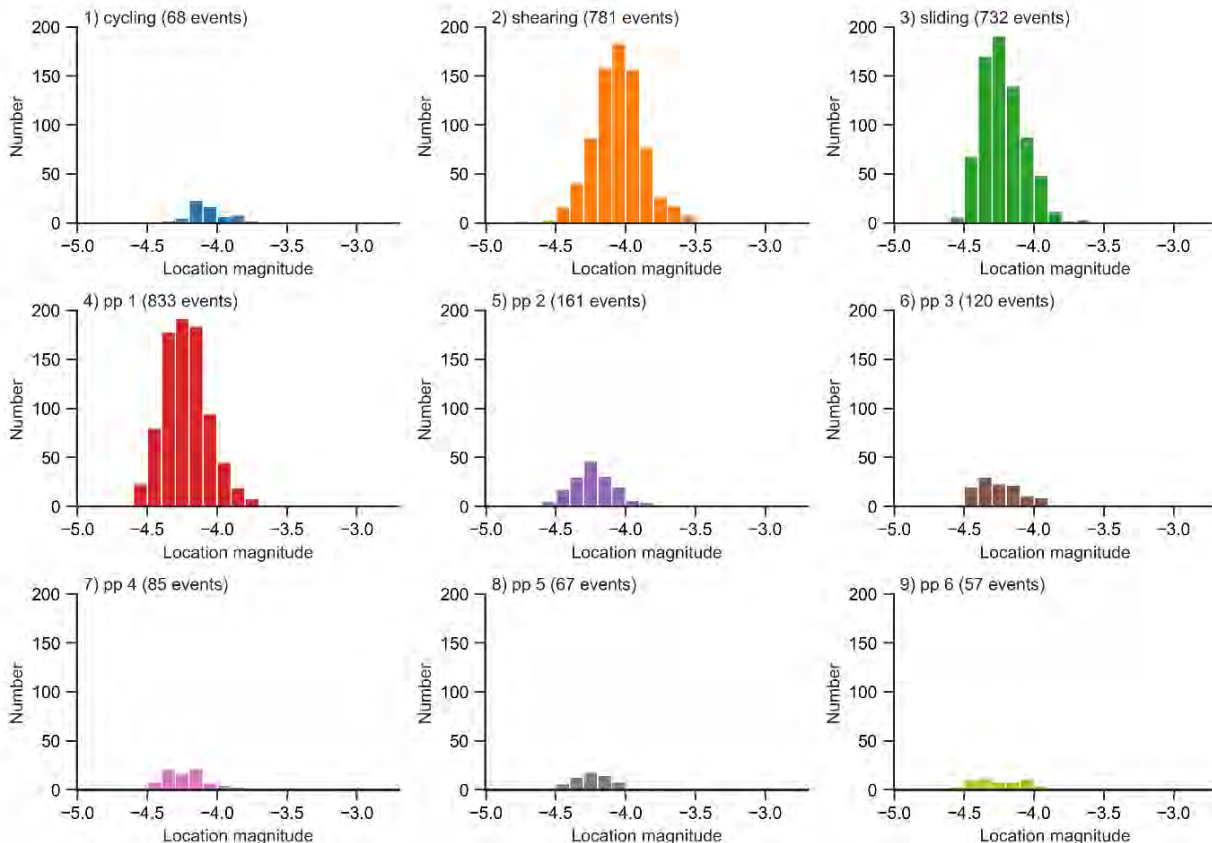 1) cycling (68 events)
200
150
100
50
0
Number
−5.0 −4.5 −4.0 −3.5 −3.0
Location magnitude
2) shearing (781 events)
200
150
100
50
0
Number
−5.0 −4.5 −4.0 −3.5 −3.0
Location magnitude
3) sliding (732 events)
200
150
100
50
0
Number
−5.0 −4.5 −4.0 −3.5 −3.0
Location magnitude
4) pp 1 (833 events)
200
150
100
50
0
Number
−5.0 −4.5 −4.0 −3.5 −3.0
Location magnitude
5) pp 2 (161 events)
200
150
100
50
0
Number
−5.0 −4.5 −4.0 −3.5 −3.0
Location magnitude
6) pp 3 (120 events)
200
150
100
50
0
Number
−5.0 −4.5 −4.0 −3.5 −3.0
Location magnitude
7) pp 4 (85 events)
200
150
100
50
0
Number
−5.0 −4.5 −4.0 −3.5 −3.0
Location magnitude
8) pp 5 (67 events)
200
150
100
50
0
Number
−5.0 −4.5 −4.0 −3.5 −3.0
Location magnitude
9) pp 6 (57 events)
200
150
100
50
0
Number
−5.0 −4.5 −4.0 −3.5 −3.0
Location magnitude